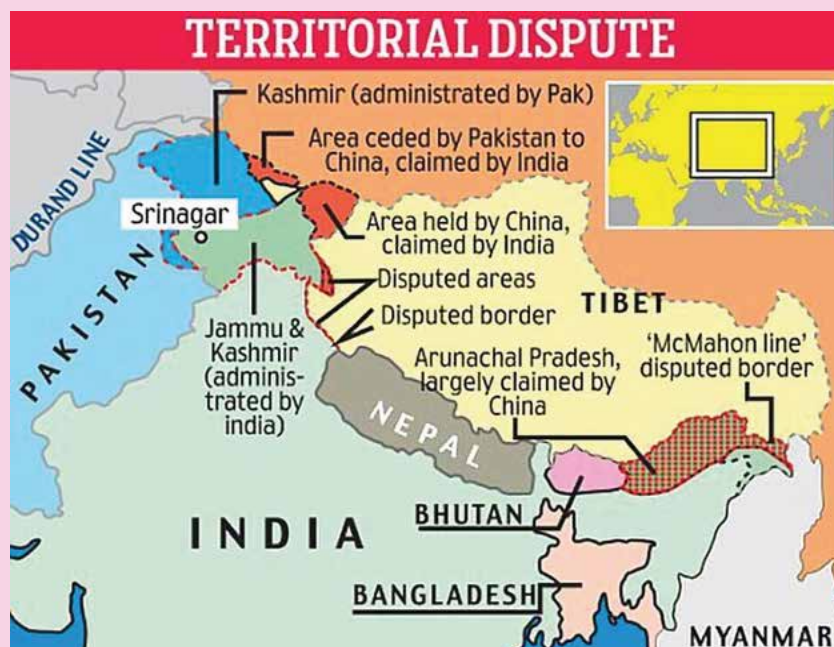 TERRITORIAL DISPUTE
Kashmir (administrated by Pak)
Area ceded by Pakistan to
China, claimed by India
DURAND LINE
Srinagar
Area held by China,
claimed by India
Disputed areas
Disputed border
PAKISTAN
TIBET
Jammu &
Kashmir
(adminis-
trated by
india)
Arunachal Pradesh,
largely claimed by
China
'McMahon line'
disputed border
NEPAL
BHUTAN
INDIA
BANGLADESH
MYANMAR